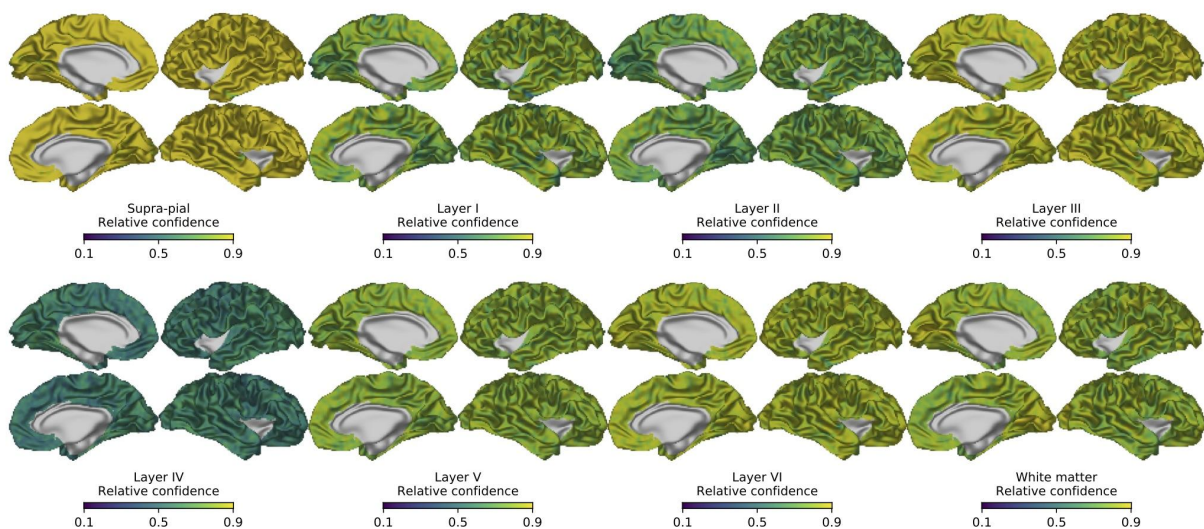 Supra-pial
Relative confidence
0.1 0.5 0.9
Layer I
Relative confidence
0.1 0.5 0.9
Layer II
Relative confidence
0.1 0.5 0.9
Layer III
Relative confidence
0.1 0.5 0.9
Layer IV
Relative confidence
0.1 0.5 0.9
Layer V
Relative confidence
0.1 0.5 0.9
Layer VI
Relative confidence
0.1 0.5 0.9
White matter
Relative confidence
0.1 0.5 0.9